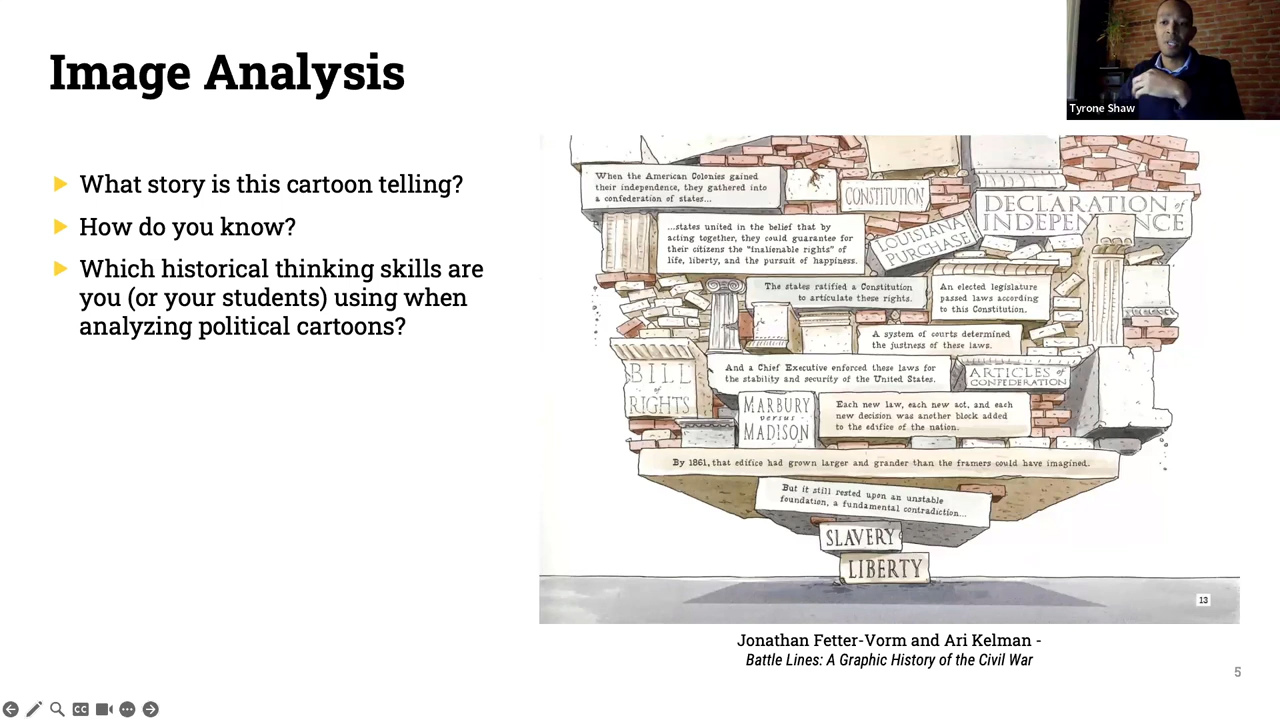 Image Analysis
Tyrone Shaw
What story is this cartoon telling?
How do you know?
Which historical thinking skills are
you (or your students) using when
analyzing political cartoons?
When the American Colonies gained
their independence, they gathered into
a confederation of states...
CONSTITUTION
DECLARATION of
INDEPENDENCE
...states united in the belief that by
acting together, they could guarantee for
their citizens the "inalienable rights" of
life, liberty, and the pursuit of happiness.
LOUISIANA
PURCHASE
The states ratified a Constitution
to articulate these rights.
An elected legislature
passed laws according
to this Constitution.
A system of courts determined
the justness of these laws.
And a Chief Executive enforced these laws for
the stability and security of the United States.
ARTICLES of
CONFEDERATION
BILL
of
RIGHTS
MARBURY
versus
MADISON
Each new law, each new act, and each
new decision was another block added
to the edifice of the nation.
By 1861, that edifice had grown larger and grander than the framers could have imagined.
But it still rested upon an unstable
foundation, a fundamental contradiction...
SLAVERY
LIBERTY
13
Jonathan Fetter-Vorm and Ari Kelman -
Battle Lines: A Graphic History of the Civil War
5
CC